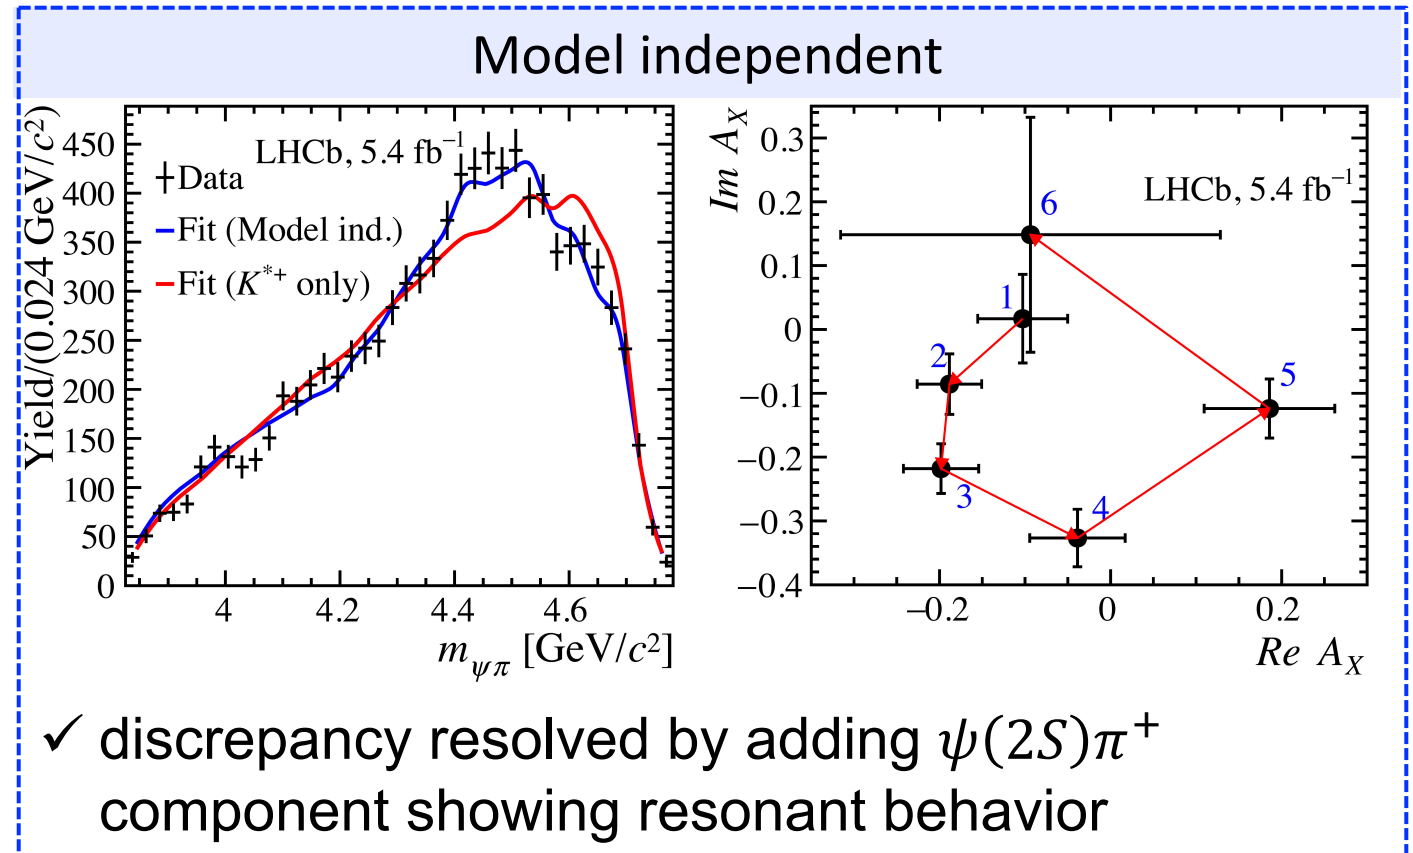 Model independent
Yield/(0.024 GeV/c²)
450
400
350
300
250
200
150
100
50
0
LHCb, 5.4 fb⁻¹
Data
Fit (Model ind.)
Fit (K*⁺ only)
4
4.2
4.4
4.6
m_ψπ [GeV/c²]
Im A_X
0.3
0.2
0.1
0
−0.1
−0.2
−0.3
−0.4
LHCb, 5.4 fb⁻¹
6
1
2
5
3
4
−0.2
0
0.2
Re A_X
✓ discrepancy resolved by adding ψ(2S)π⁺
component showing resonant behavior